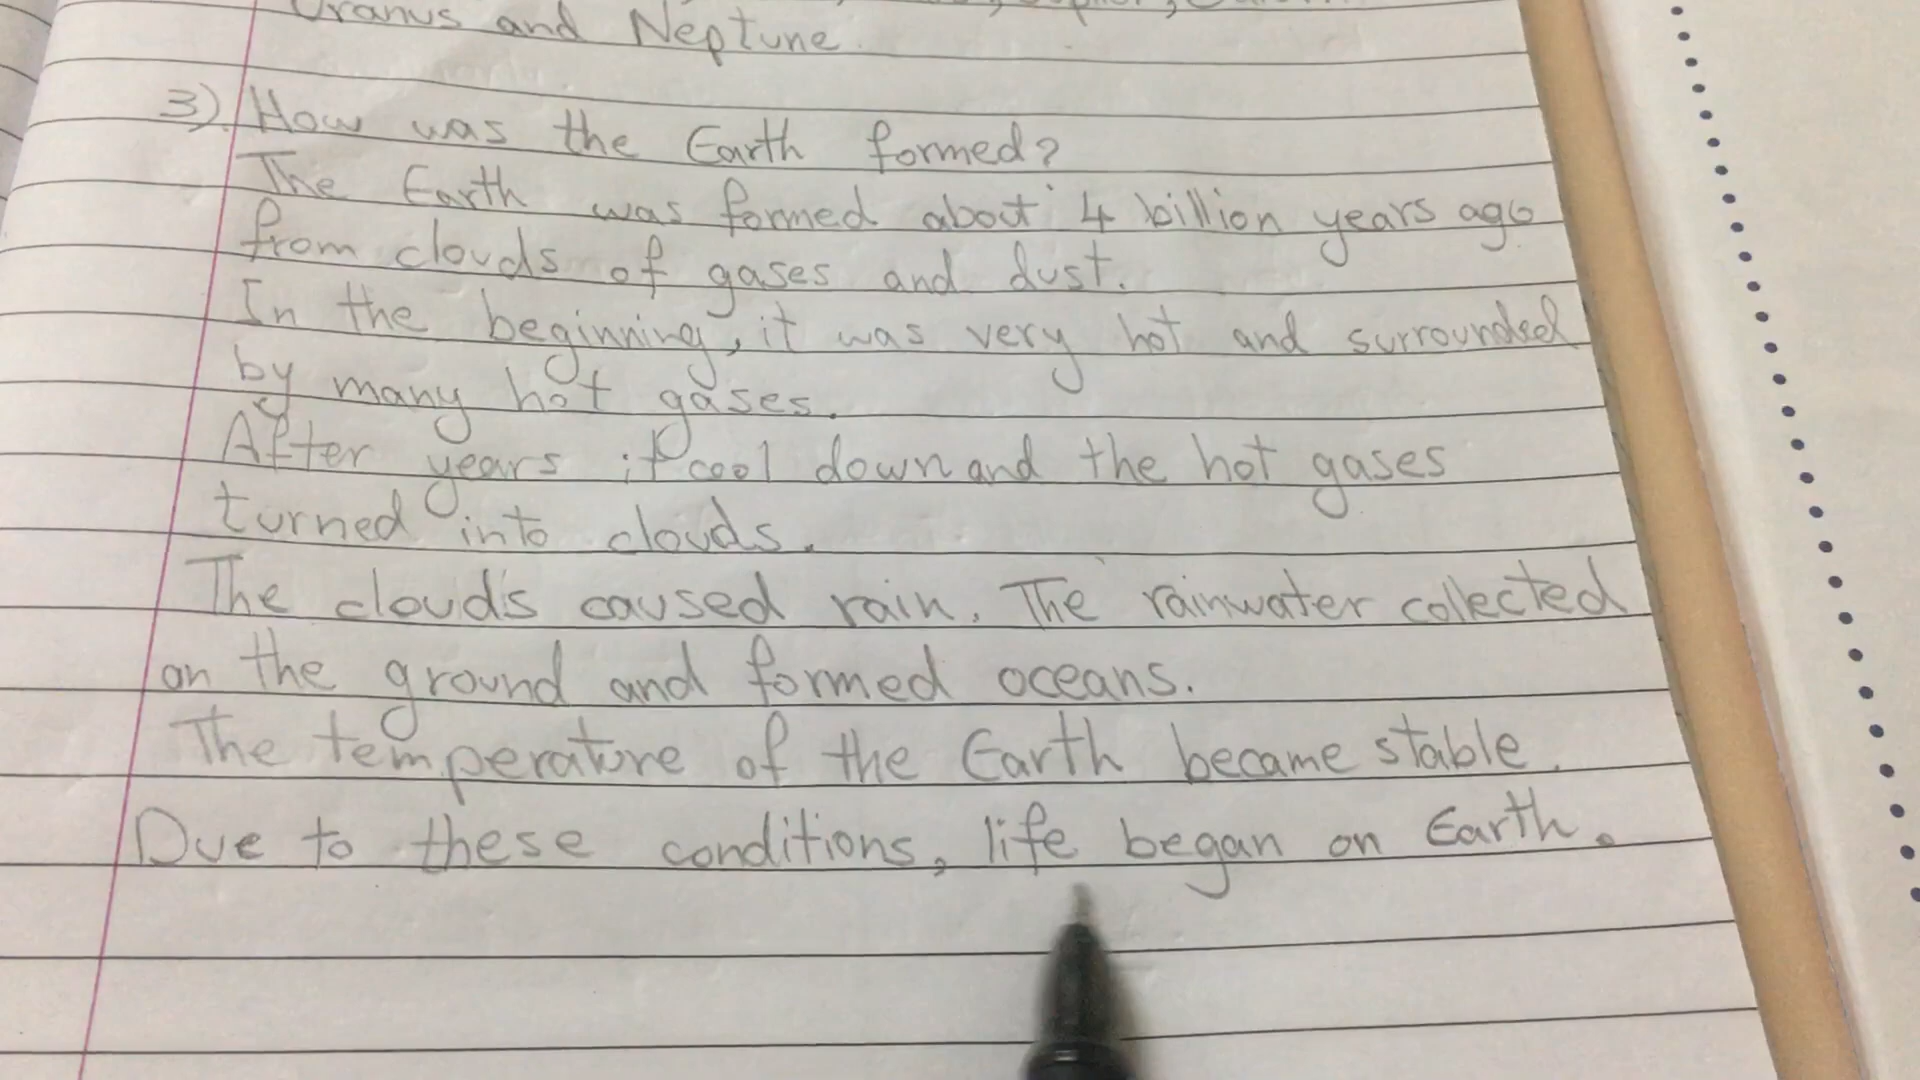 Uranus and Neptune.
3) How was the Earth formed?
The Earth was formed about 4 billion years ago
from clouds of gases and dust.
In the beginning, it was very hot and surrounded
by many hot gases.
After years it cool down and the hot gases
turned into clouds.
The clouds caused rain. The rainwater collected
on the ground and formed oceans.
The temperature of the Earth became stable.
Due to these conditions, life began on Earth.